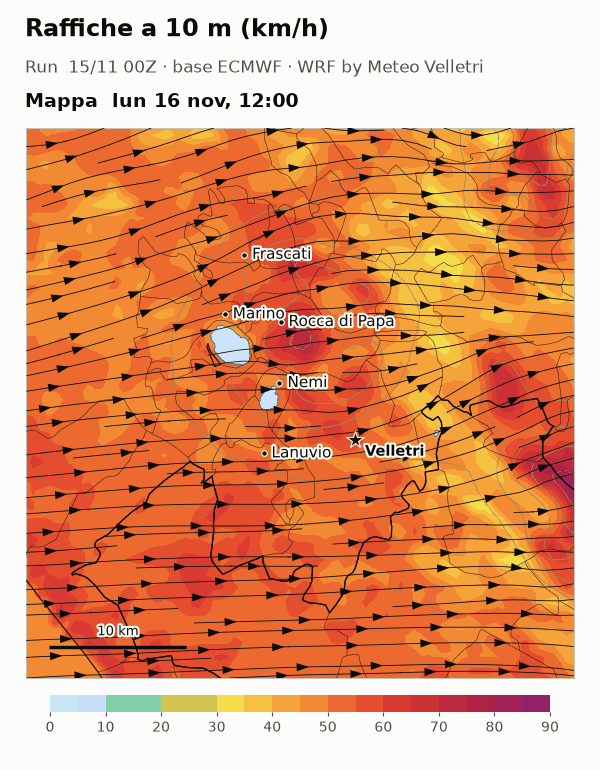 Raffiche a 10 m (km/h)
Run  15/11 00Z · base ECMWF · WRF by Meteo Velletri
Mappa  lun 16 nov, 12:00
Frascati
Marino
Rocca di Papa
Nemi
Velletri
Lanuvio
10 km
0 10 20 30 40 50 60 70 80 90